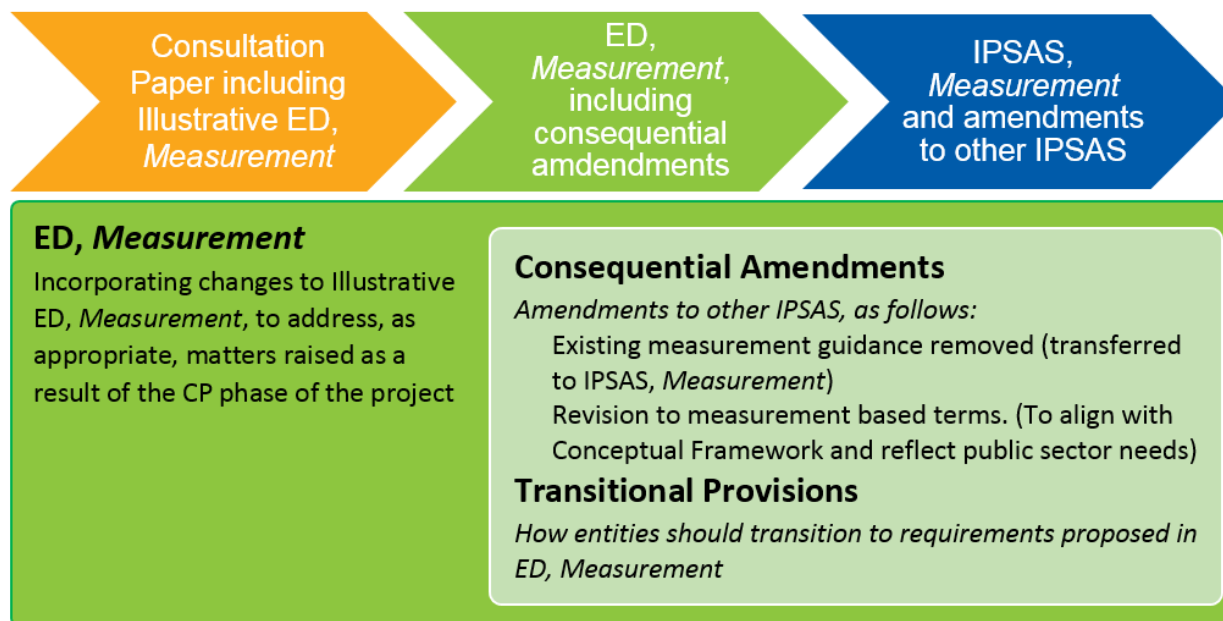 Consultation
Paper including
Illustrative ED,
Measurement
ED,
Measurement,
including
consequential
amdendments
IPSAS,
Measurement
and amendments
to other IPSAS
ED, Measurement
Incorporating changes to Illustrative
ED, Measurement, to address, as
appropriate, matters raised as a
result of the CP phase of the project
Consequential Amendments
Amendments to other IPSAS, as follows:
Existing measurement guidance removed (transferred
to IPSAS, Measurement)
Revision to measurement based terms. (To align with
Conceptual Framework and reflect public sector needs)
Transitional Provisions
How entities should transition to requirements proposed in
ED, Measurement